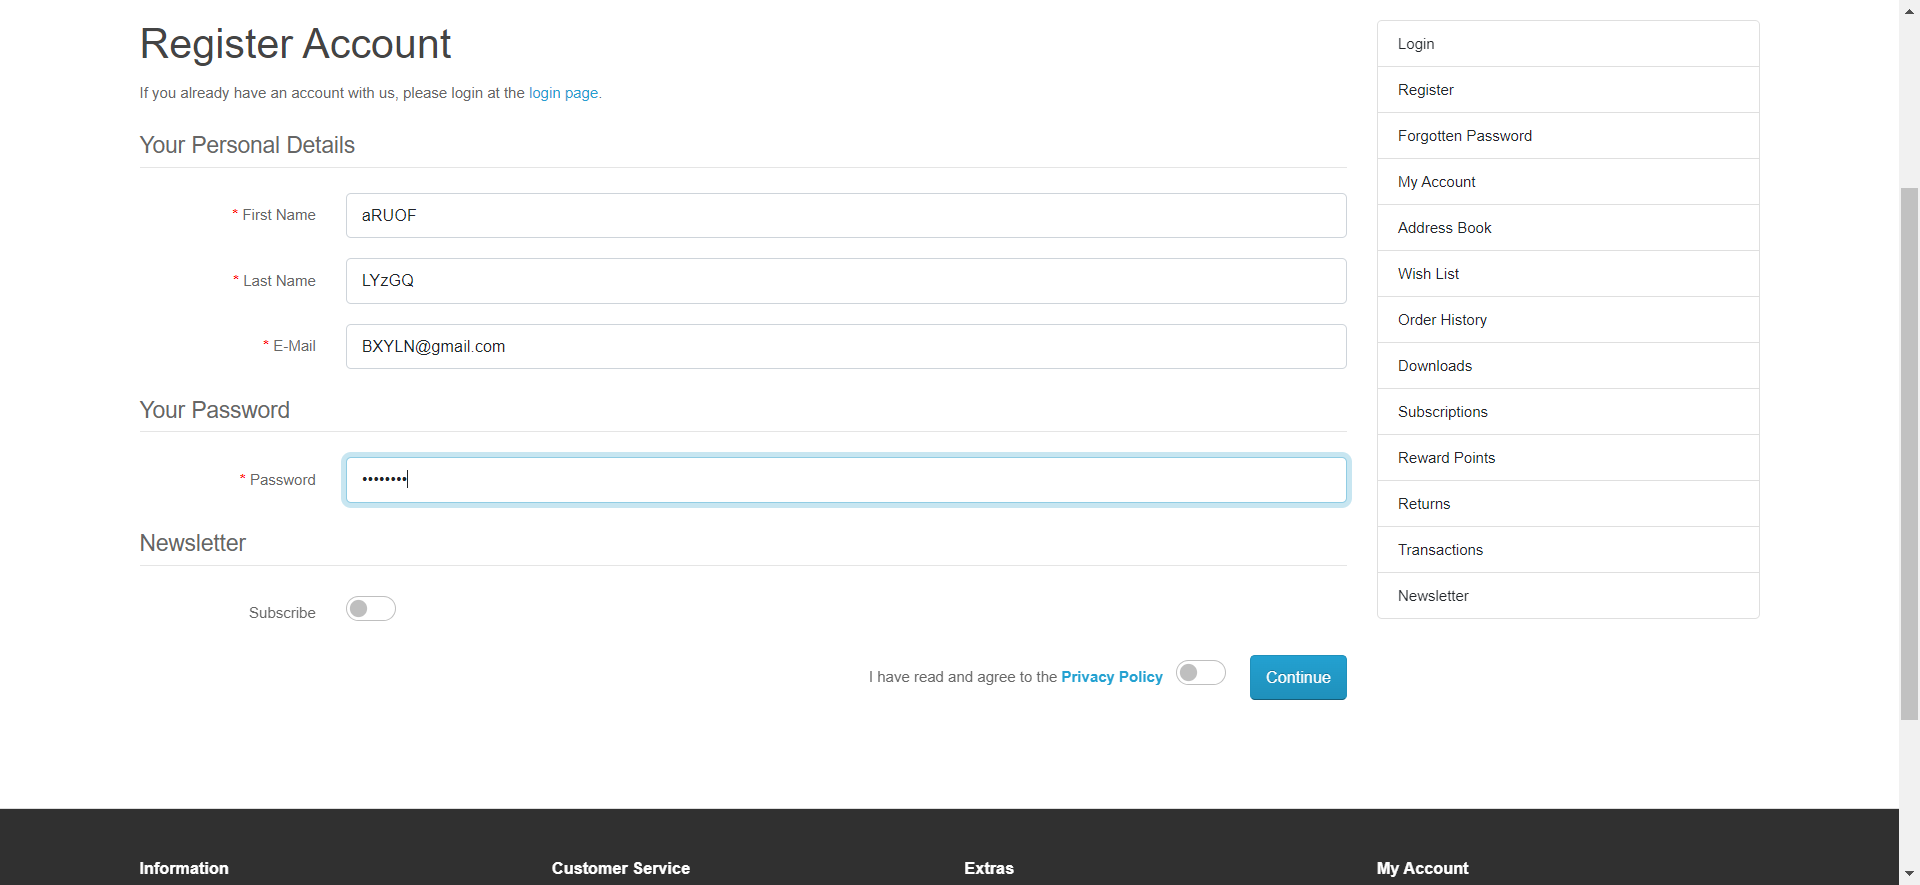 Register Account
If you already have an account with us, please login at the login page.
Your Personal Details
* First Name
aRUOF
* Last Name
LYzGQ
* E-Mail
BXYLN@gmail.com
Your Password
* Password
••••••••
Newsletter
Subscribe
I have read and agree to the Privacy Policy
Continue
Login
Register
Forgotten Password
My Account
Address Book
Wish List
Order History
Downloads
Subscriptions
Reward Points
Returns
Transactions
Newsletter
Information
Customer Service
Extras
My Account